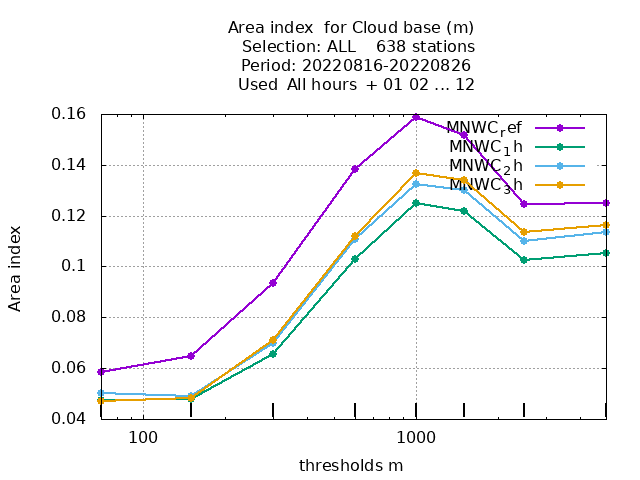 Area index  for Cloud base (m)
Selection: ALL    638 stations
Period: 20220816-20220826
Used  All hours  + 01 02 ... 12
0.16
0.14
0.12
0.1
0.08
0.06
0.04
Area index
MNWC_ref
MNWC_1h
MNWC_2h
MNWC_3h
100
1000
thresholds m